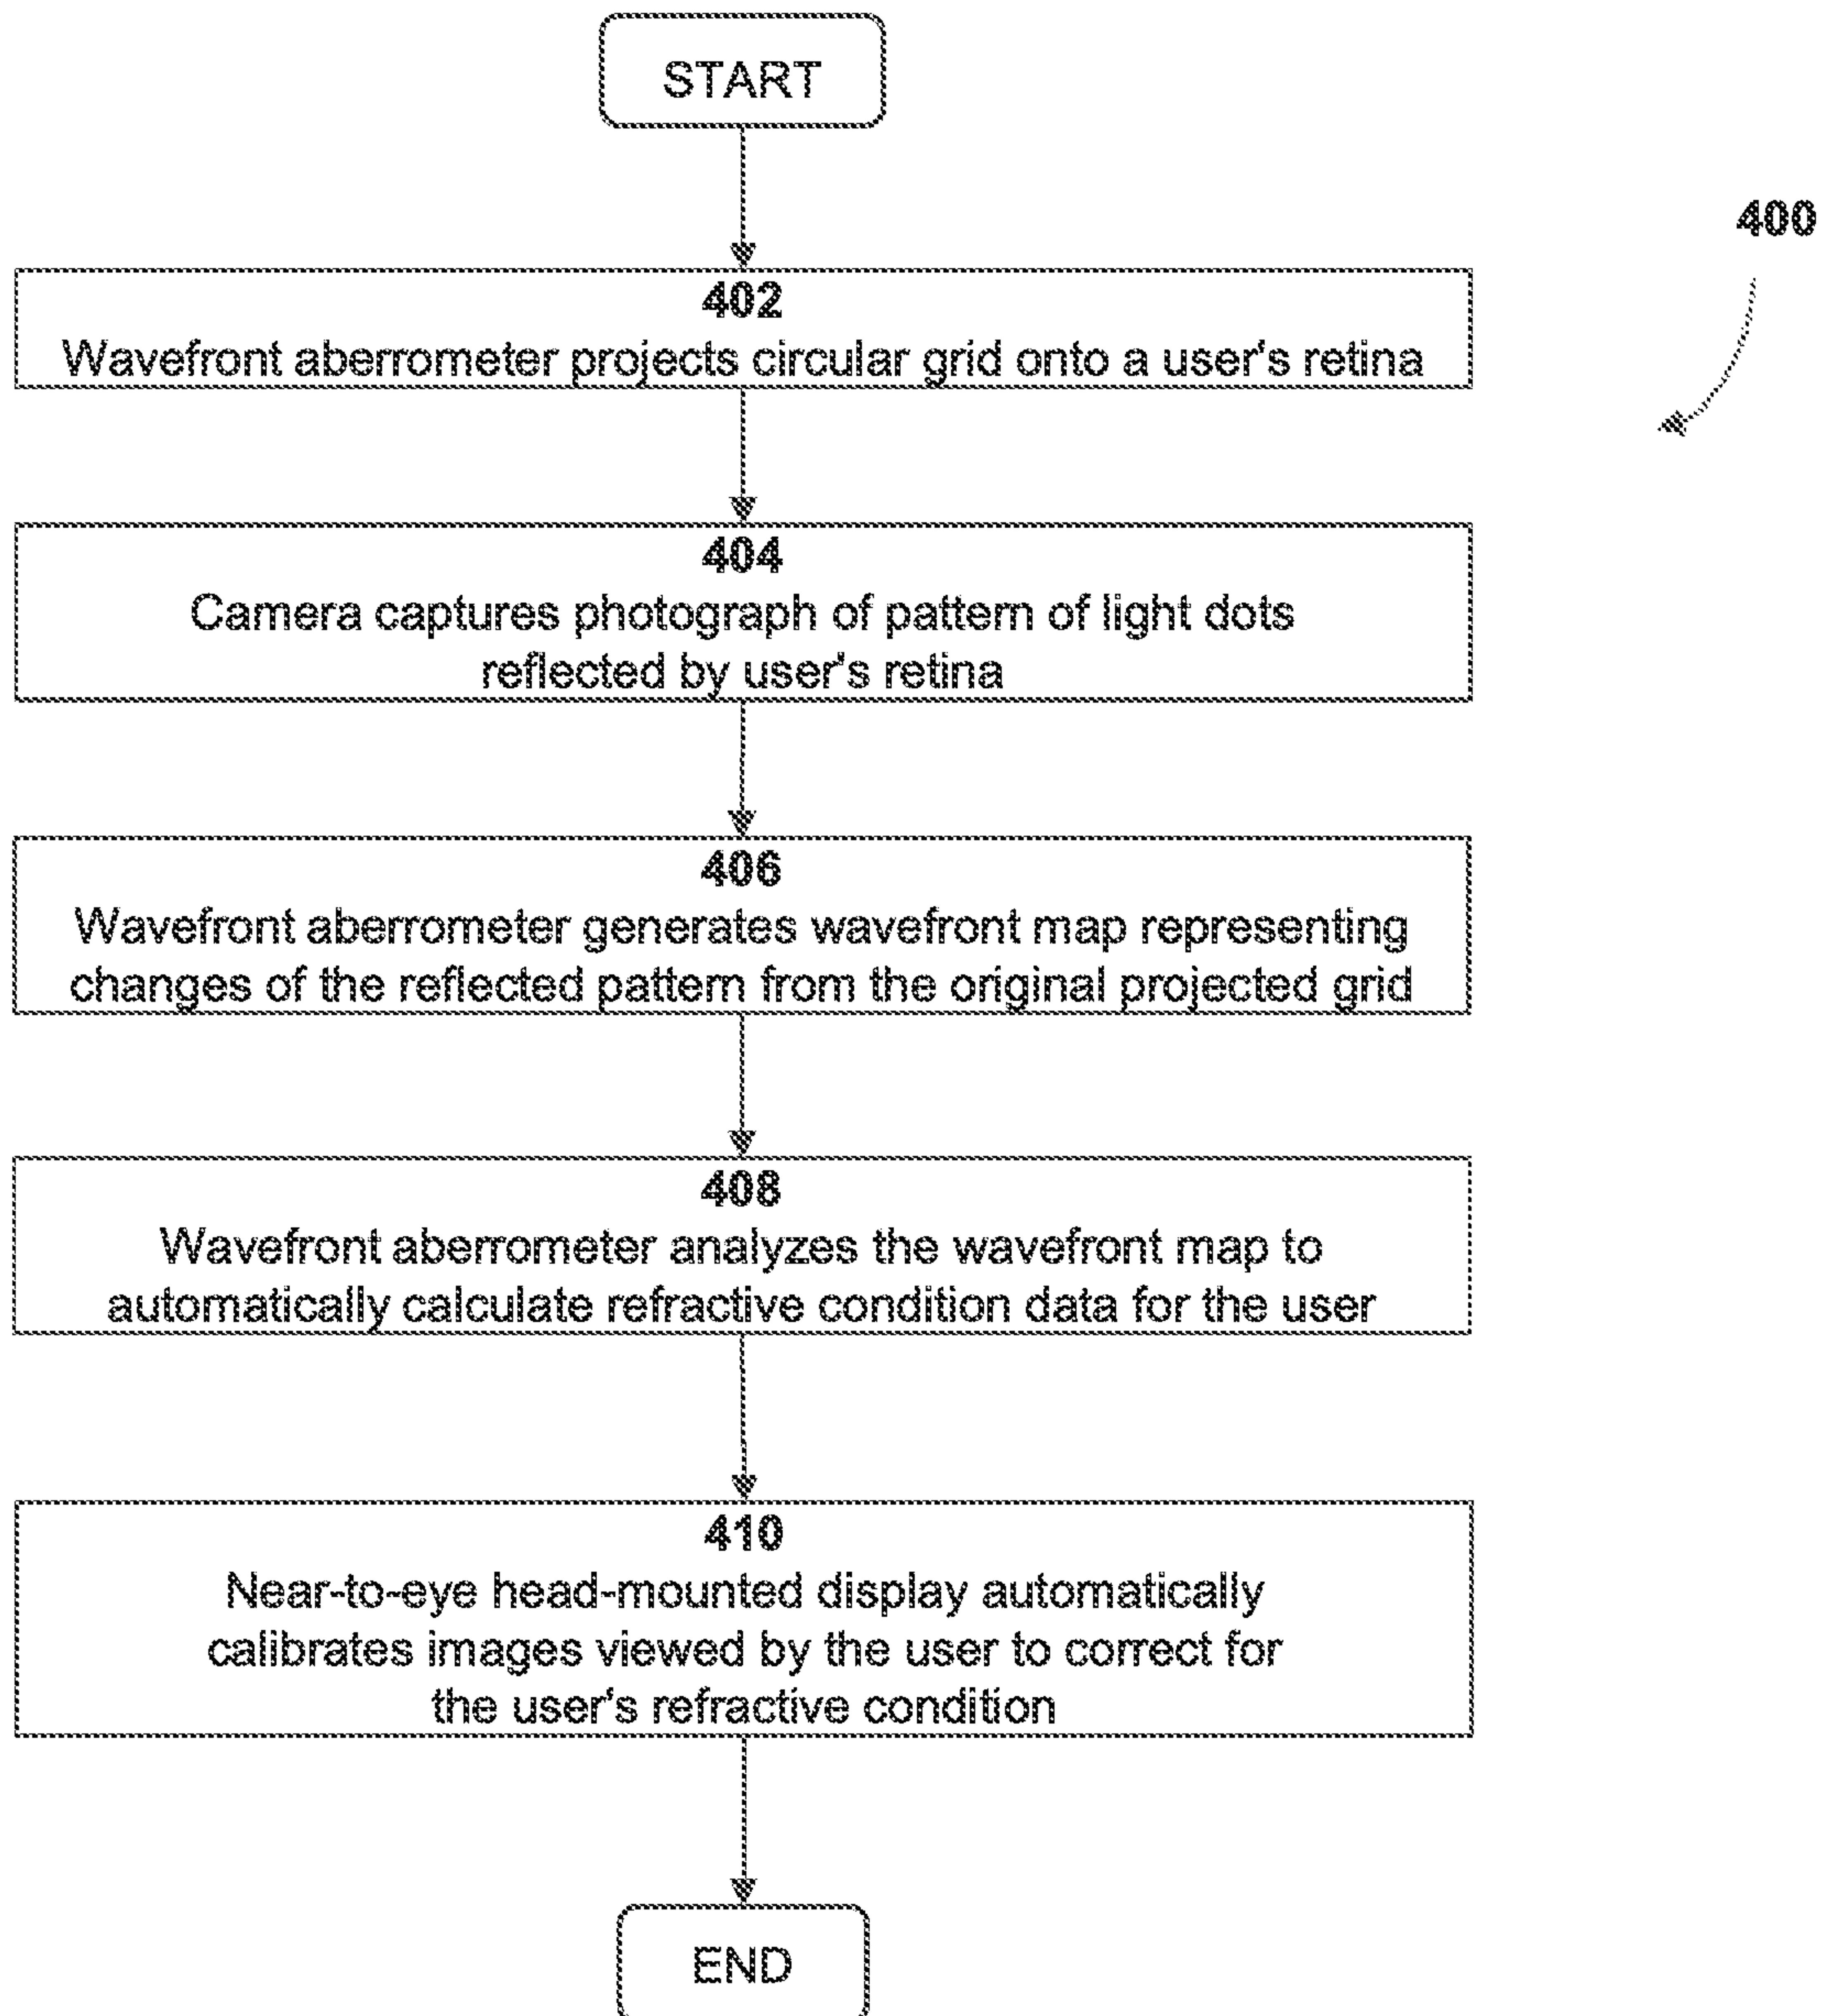 START
400
402
Wavefront aberrometer projects circular grid onto a user's retina
404
Camera captures photograph of pattern of light dots
reflected by user's retina
406
Wavefront aberrometer generates wavefront map representing
changes of the reflected pattern from the original projected grid
408
Wavefront aberrometer analyzes the wavefront map to
automatically calculate refractive condition data for the user
410
Near-to-eye head-mounted display automatically
calibrates images viewed by the user to correct for
the user's refractive condition
END